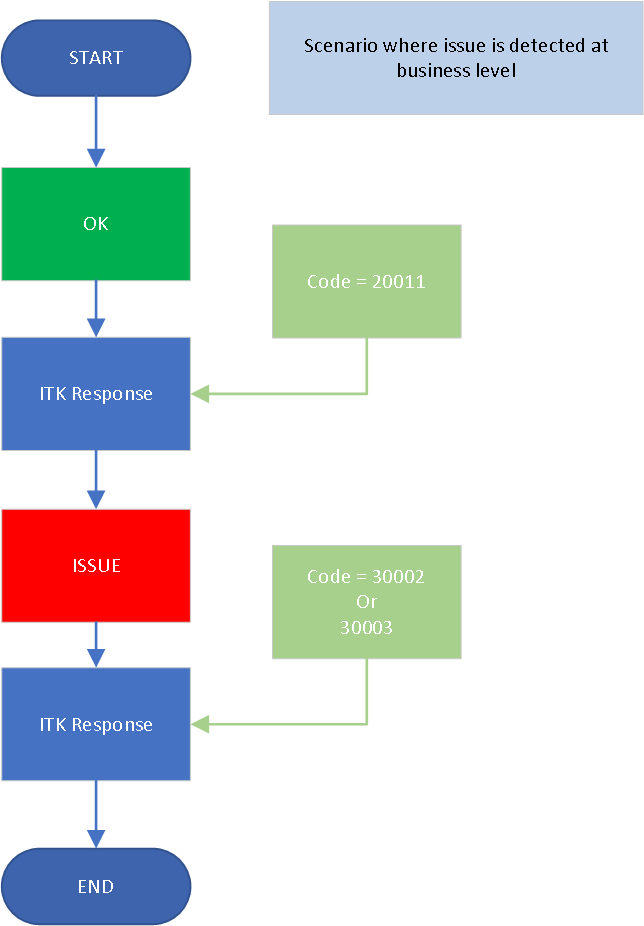 START
Scenario where issue is detected at
business level
OK
Code = 20011
ITK Response
ISSUE
Code = 30002
Or
30003
ITK Response
END